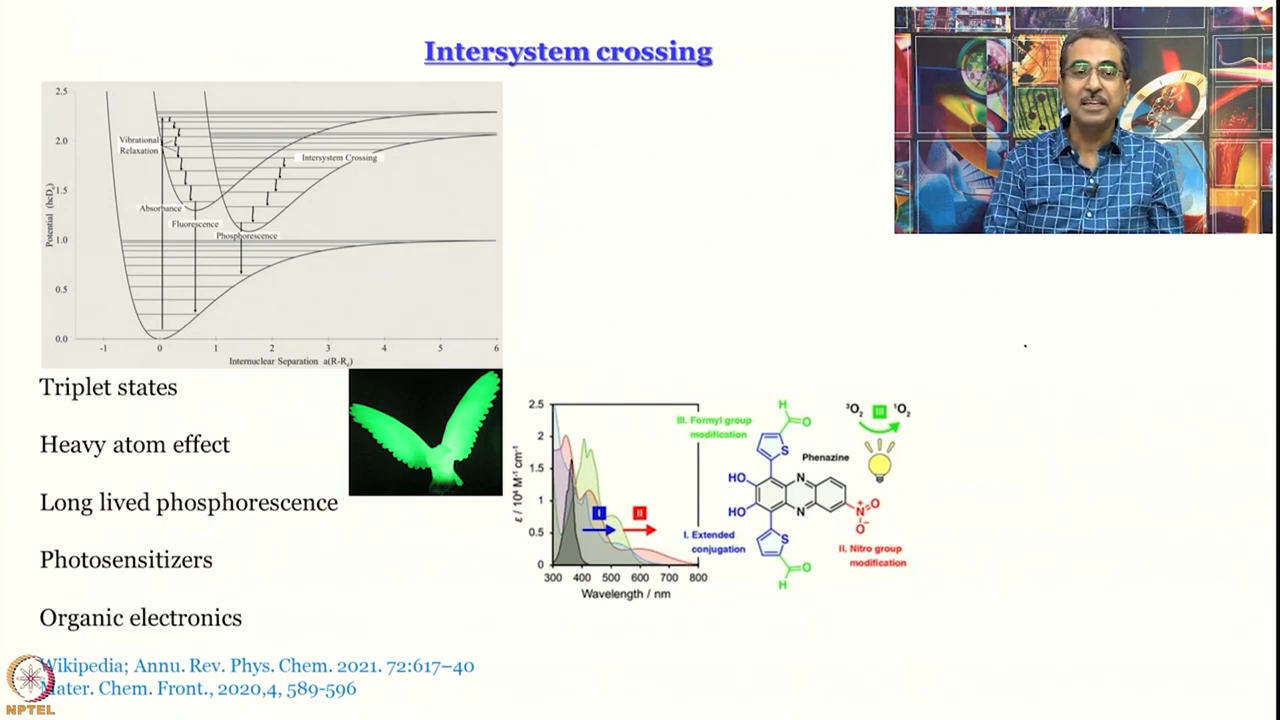 Intersystem crossing
2.5
2.0
1.5
1.0
0.5
0.0
Potential (hcD
Vibrational
Relaxation
Intersystem Crossing
Absorbance
Fluorescence
Phosphorescence
-1 0 1 2 3 4 5 6
Internuclear Separation a(R-Re)
Triplet states
Heavy atom effect
Long lived phosphorescence
Photosensitizers
Organic electronics
2.5
2
1.5
1
0.5
0
ε / 10⁴ M⁻¹ cm⁻¹
I
II
300 400 500 600 700 800
Wavelength / nm
III. Formyl group
modification
H
O
S
Phenazine
³O₂ III ¹O₂
HO
N
HO
N
N⁺ O
O⁻
S
I. Extended
conjugation
II. Nitro group
modification
O
H
Wikipedia; Annu. Rev. Phys. Chem. 2021. 72:617–40
Mater. Chem. Front., 2020,4, 589-596
NPTEL